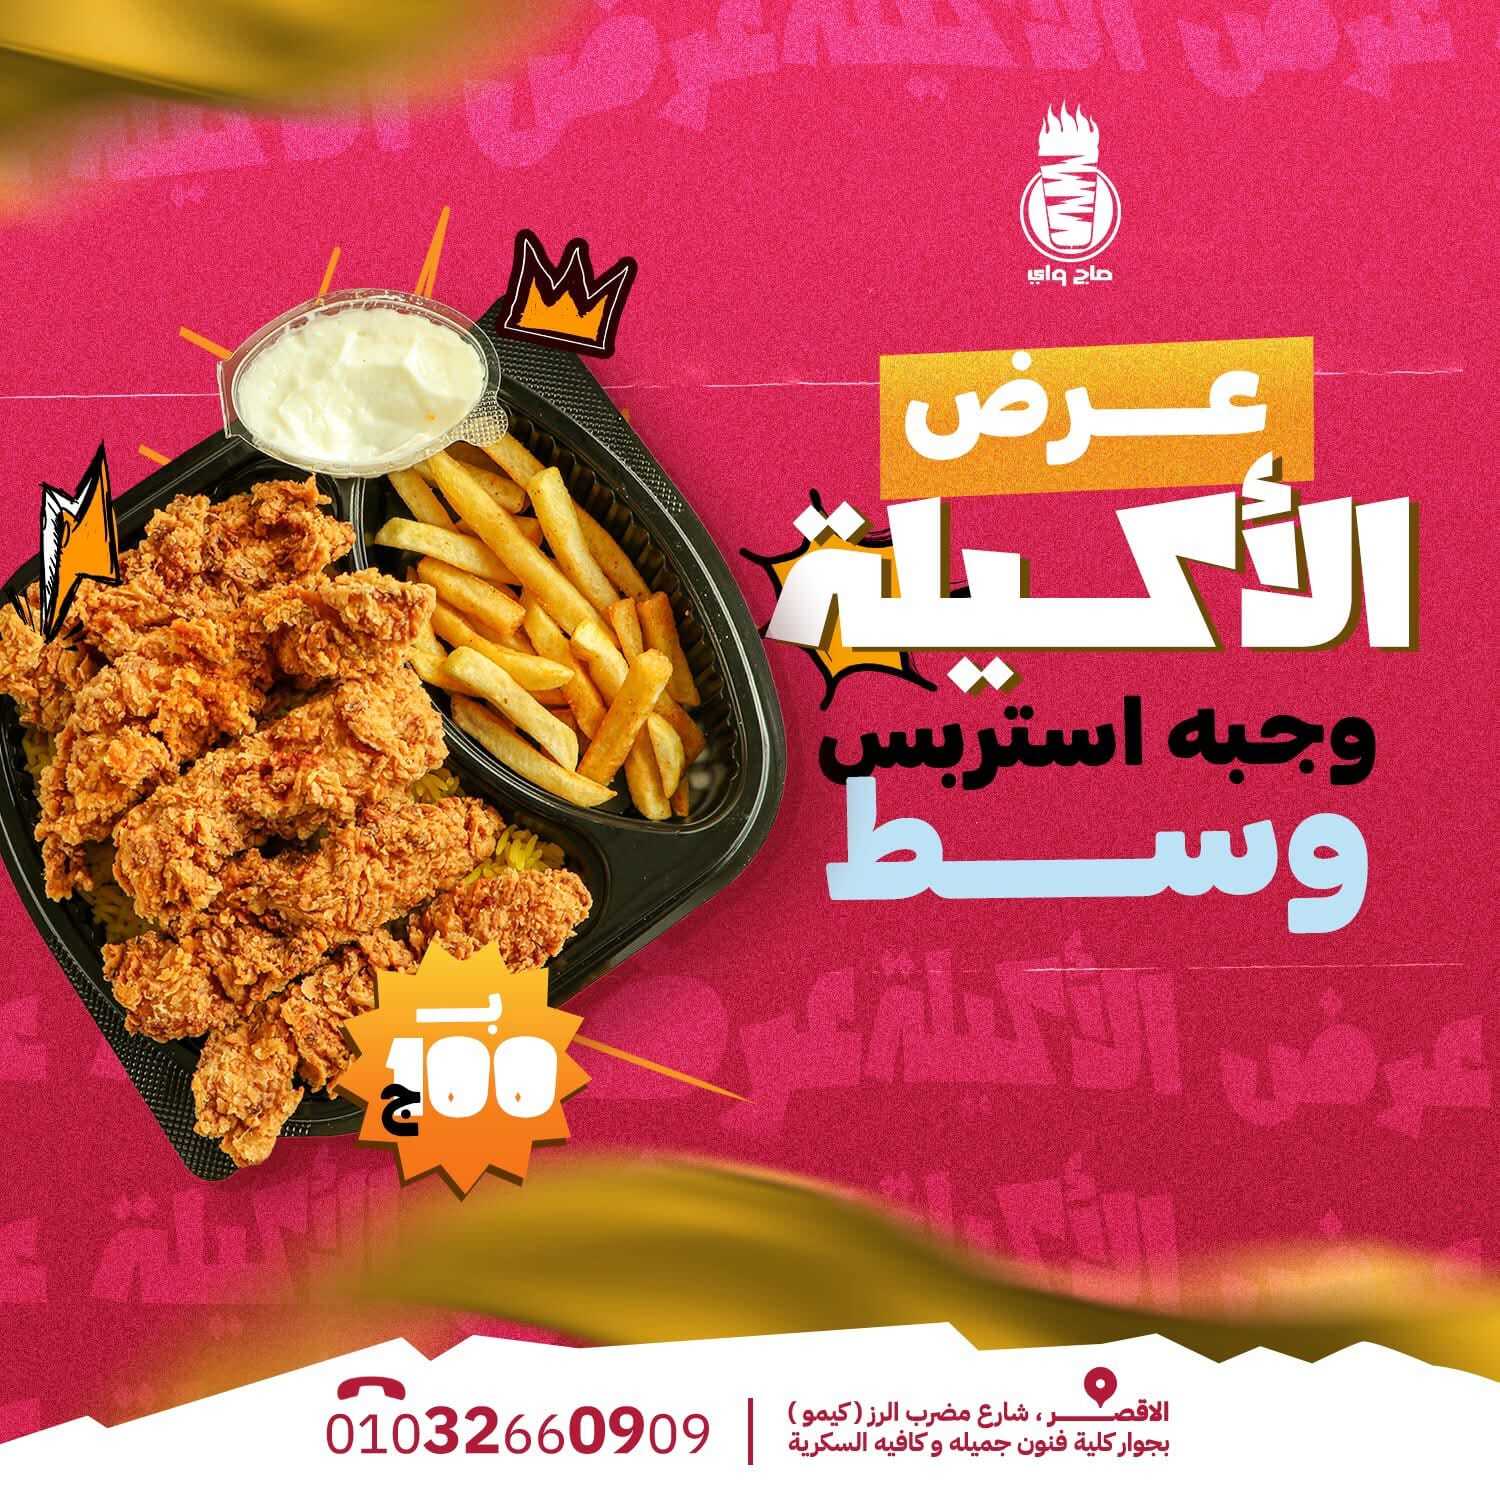 صاج واي
عرض
الأكيلة
وجبه استربس
وسط
بـ
100
ج
الاقصر ، شارع مضرب الرز ( كيمو )
بجوار كلية فنون جميله و كافيه السكرية
01032660909